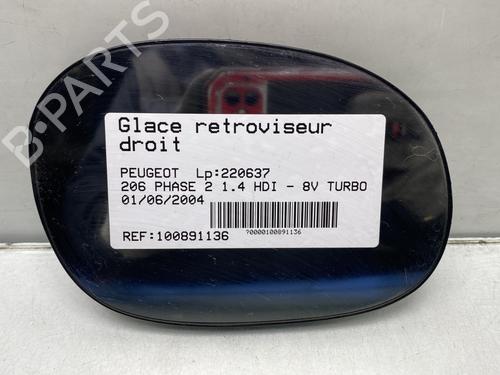 B-PARTS
Glace retroviseur
droit
PEUGEOT Lp:220637
206 PHASE 2 1.4 HDI - 8V TURBO
01/06/2004
REF:100891136
?0000100891136